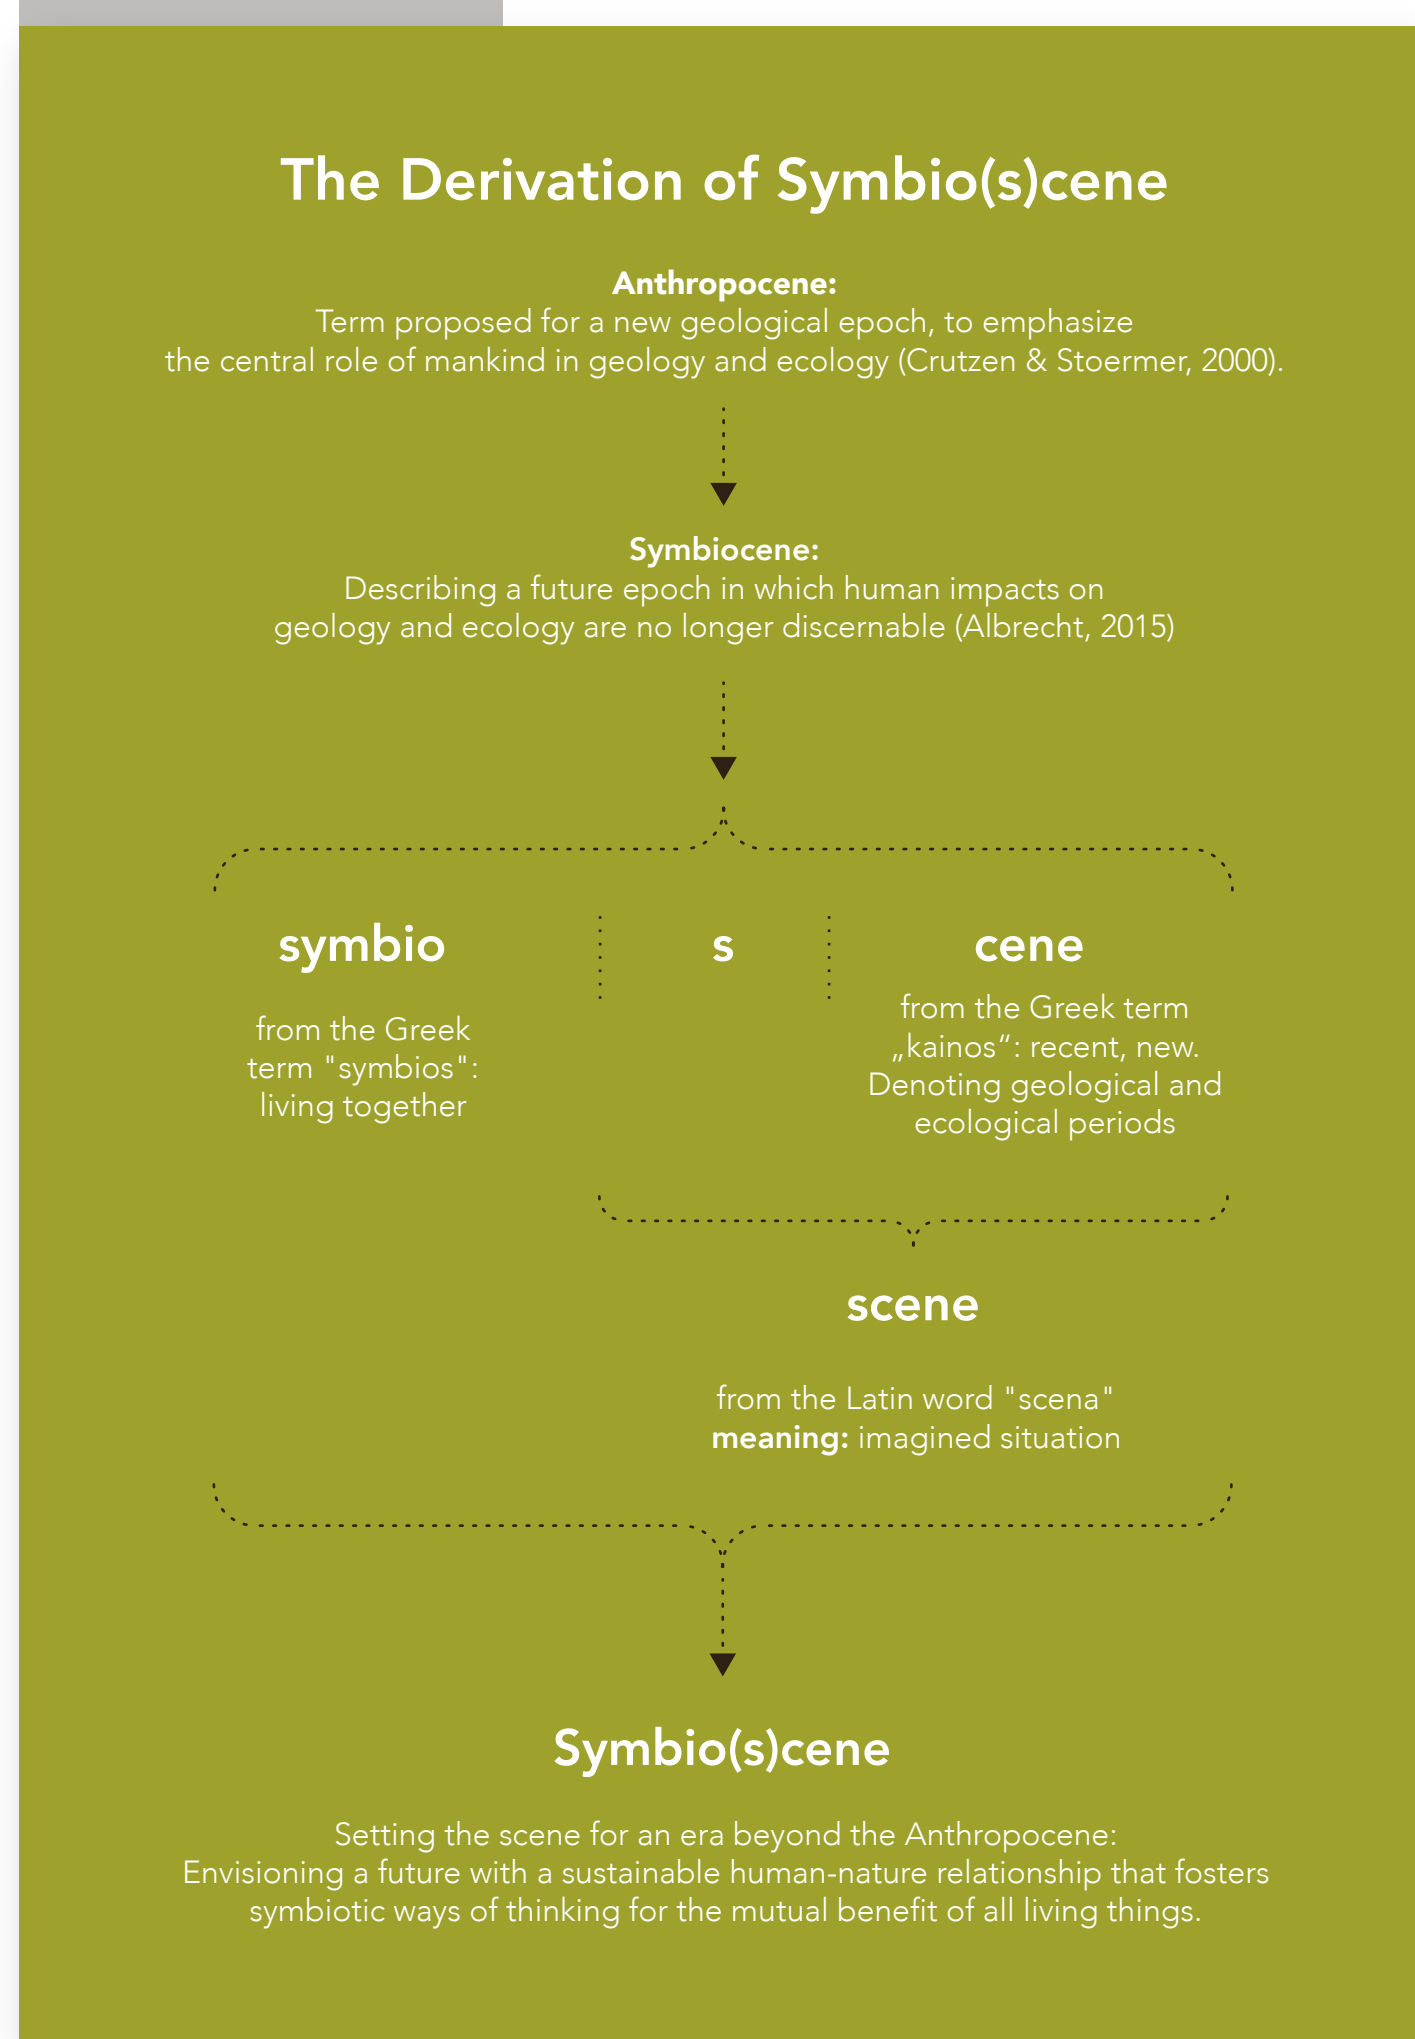 The Derivation of Symbio(s)cene
Anthropocene:
Term proposed for a new geological epoch, to emphasize
the central role of mankind in geology and ecology (Crutzen & Stoermer, 2000).
Symbiocene:
Describing a future epoch in which human impacts on
geology and ecology are no longer discernable (Albrecht, 2015)
symbio
from the Greek
term "symbios":
living together
s
cene
from the Greek term
„kainos“: recent, new.
Denoting geological and
ecological periods
scene
from the Latin word "scena"
meaning: imagined situation
Symbio(s)cene
Setting the scene for an era beyond the Anthropocene:
Envisioning a future with a sustainable human-nature relationship that fosters
symbiotic ways of thinking for the mutual benefit of all living things.